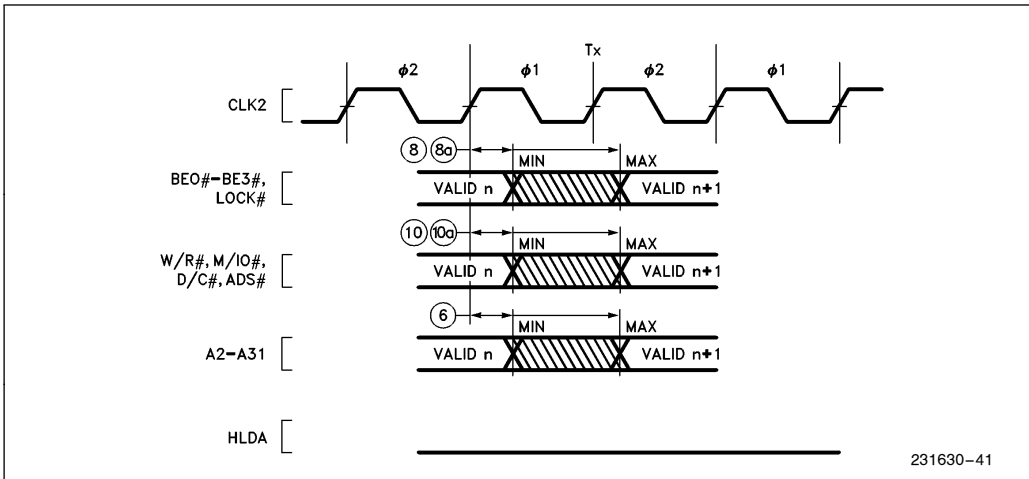 Tx
φ2 φ1 φ2 φ1
CLK2
8 8a MIN MAX
BE0#–BE3#,
LOCK#
VALID n VALID n+1
10 10a MIN MAX
W/R#, M/IO#,
D/C#, ADS#
VALID n VALID n+1
6 MIN MAX
A2–A31
VALID n VALID n+1
HLDA
231630–41